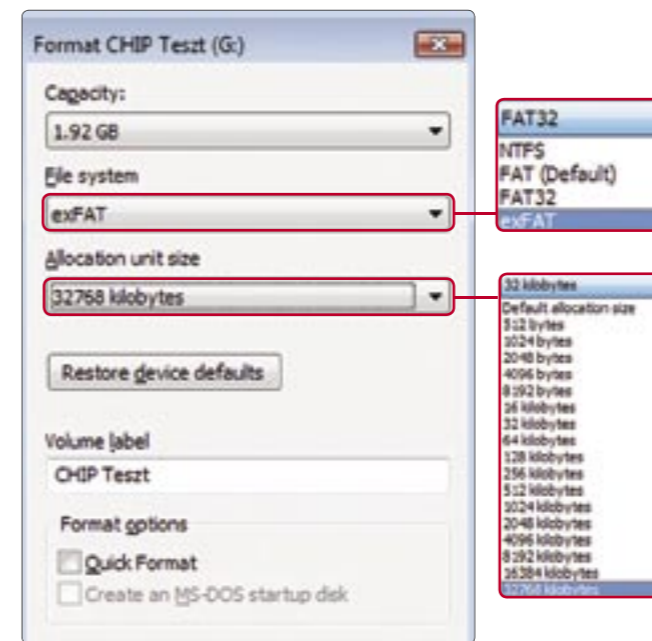 Format CHIP Teszt (G:)
Capacity:
1.92 GB
File system
exFAT
Allocation unit size
32768 kilobytes
Restore device defaults
Volume label
CHIP Teszt
Format options
Quick Format
Create an MS-DOS startup disk
FAT32
NTFS
FAT (Default)
FAT32
exFAT
32 kilobytes
Default allocation size
512 bytes
1024 bytes
2048 bytes
4096 bytes
8192 bytes
16 kilobytes
32 kilobytes
64 kilobytes
128 kilobytes
256 kilobytes
512 kilobytes
1024 kilobytes
2048 kilobytes
4096 kilobytes
8192 kilobytes
16384 kilobytes
32768 kilobytes